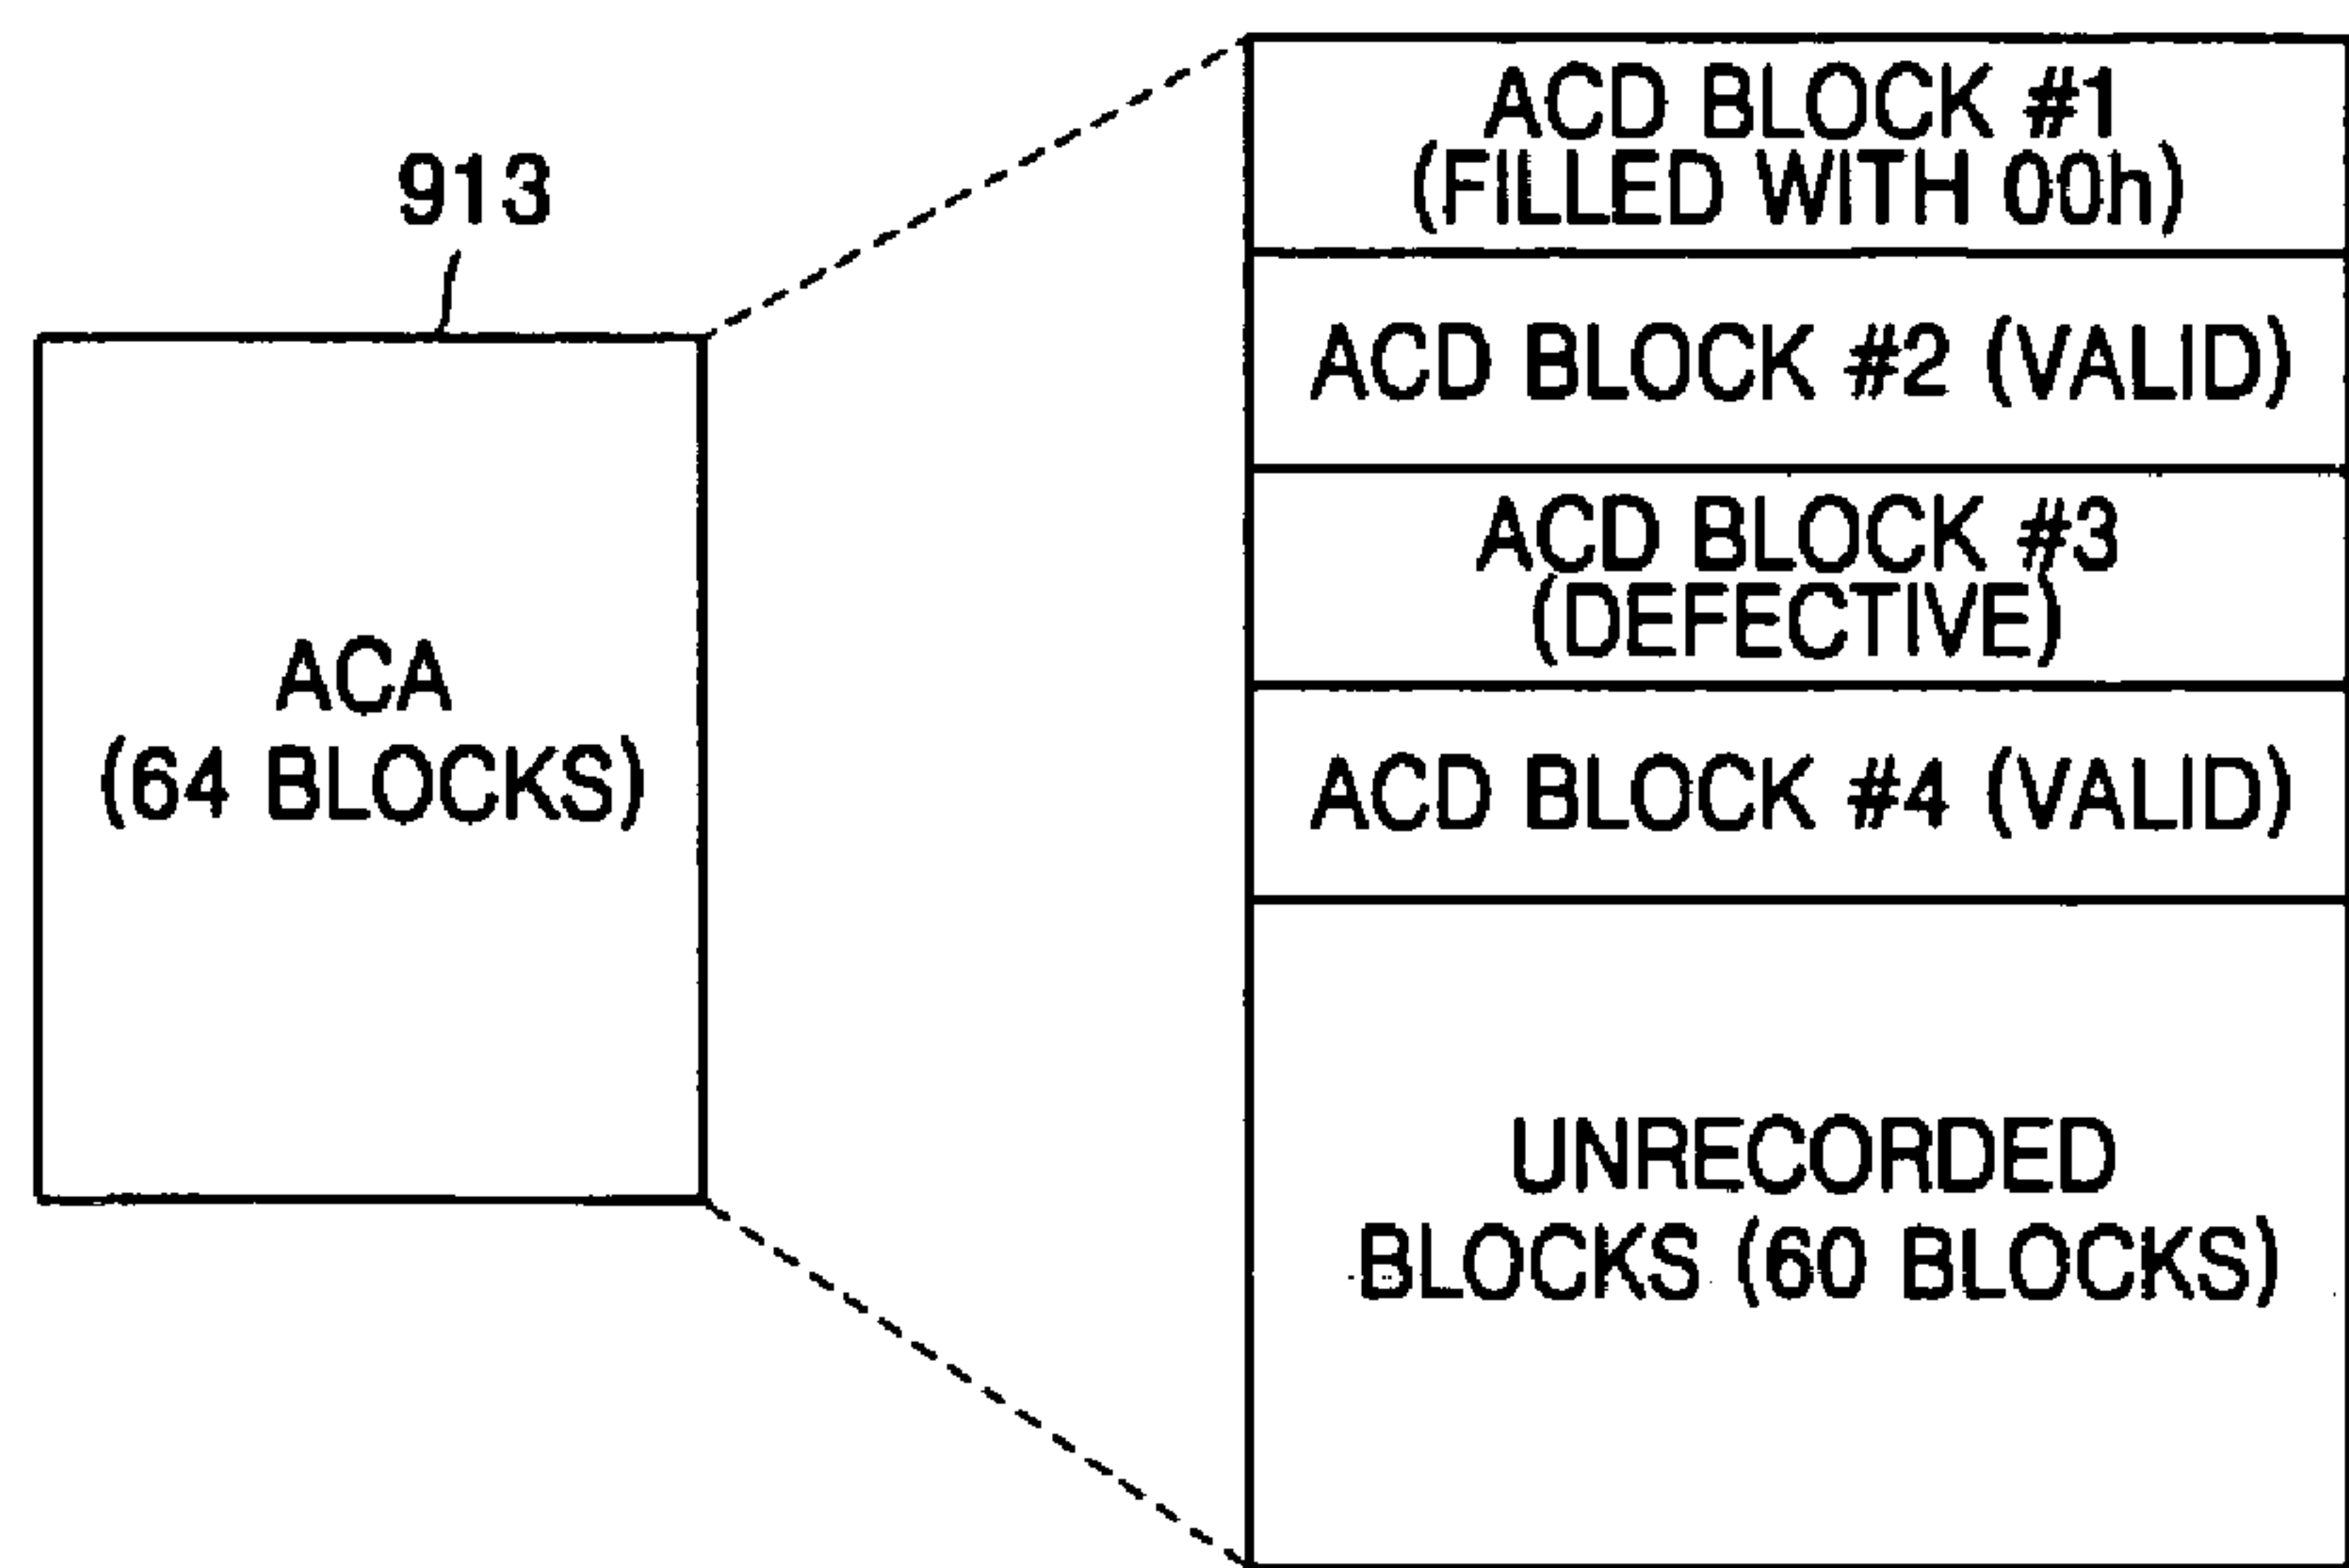 913
ACA
(64 BLOCKS)
ACD BLOCK #1
(FILLED WITH 00h)
ACD BLOCK #2 (VALID)
ACD BLOCK #3
(DEFECTIVE)
ACD BLOCK #4 (VALID)
UNRECORDED
BLOCKS (60 BLOCKS)